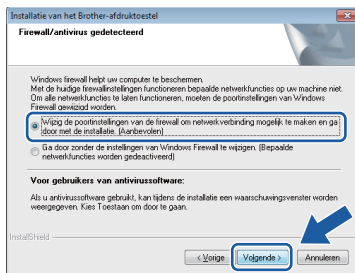 Installatie van het Brother-afdruktoestel
Firewall/antivirus gedetecteerd
Windows firewall helpt uw computer te beschermen.
Met de huidige firewallinstellingen functioneren bepaalde netwerkfuncties op uw machine niet.
Om alle netwerkfuncties te laten functioneren, moeten de poortinstellingen van Windows
Firewall gewijzigd worden.
Wijzig de poortinstellingen van de firewall om netwerkverbinding mogelijk te maken en ga
door met de installatie. (Aanbevolen)
Ga door zonder de instellingen van Windows Firewall te wijzigen. (Bepaalde
netwerkfuncties worden gedeactiveerd)
Voor gebruikers van antivirussoftware:
Als u antivirussoftware gebruikt, kan tijdens de installatie een waarschuwingsvenster worden
weergegeven. Kies Toestaan om door te gaan.
InstallShield
< Vorige Volgende > Annuleren